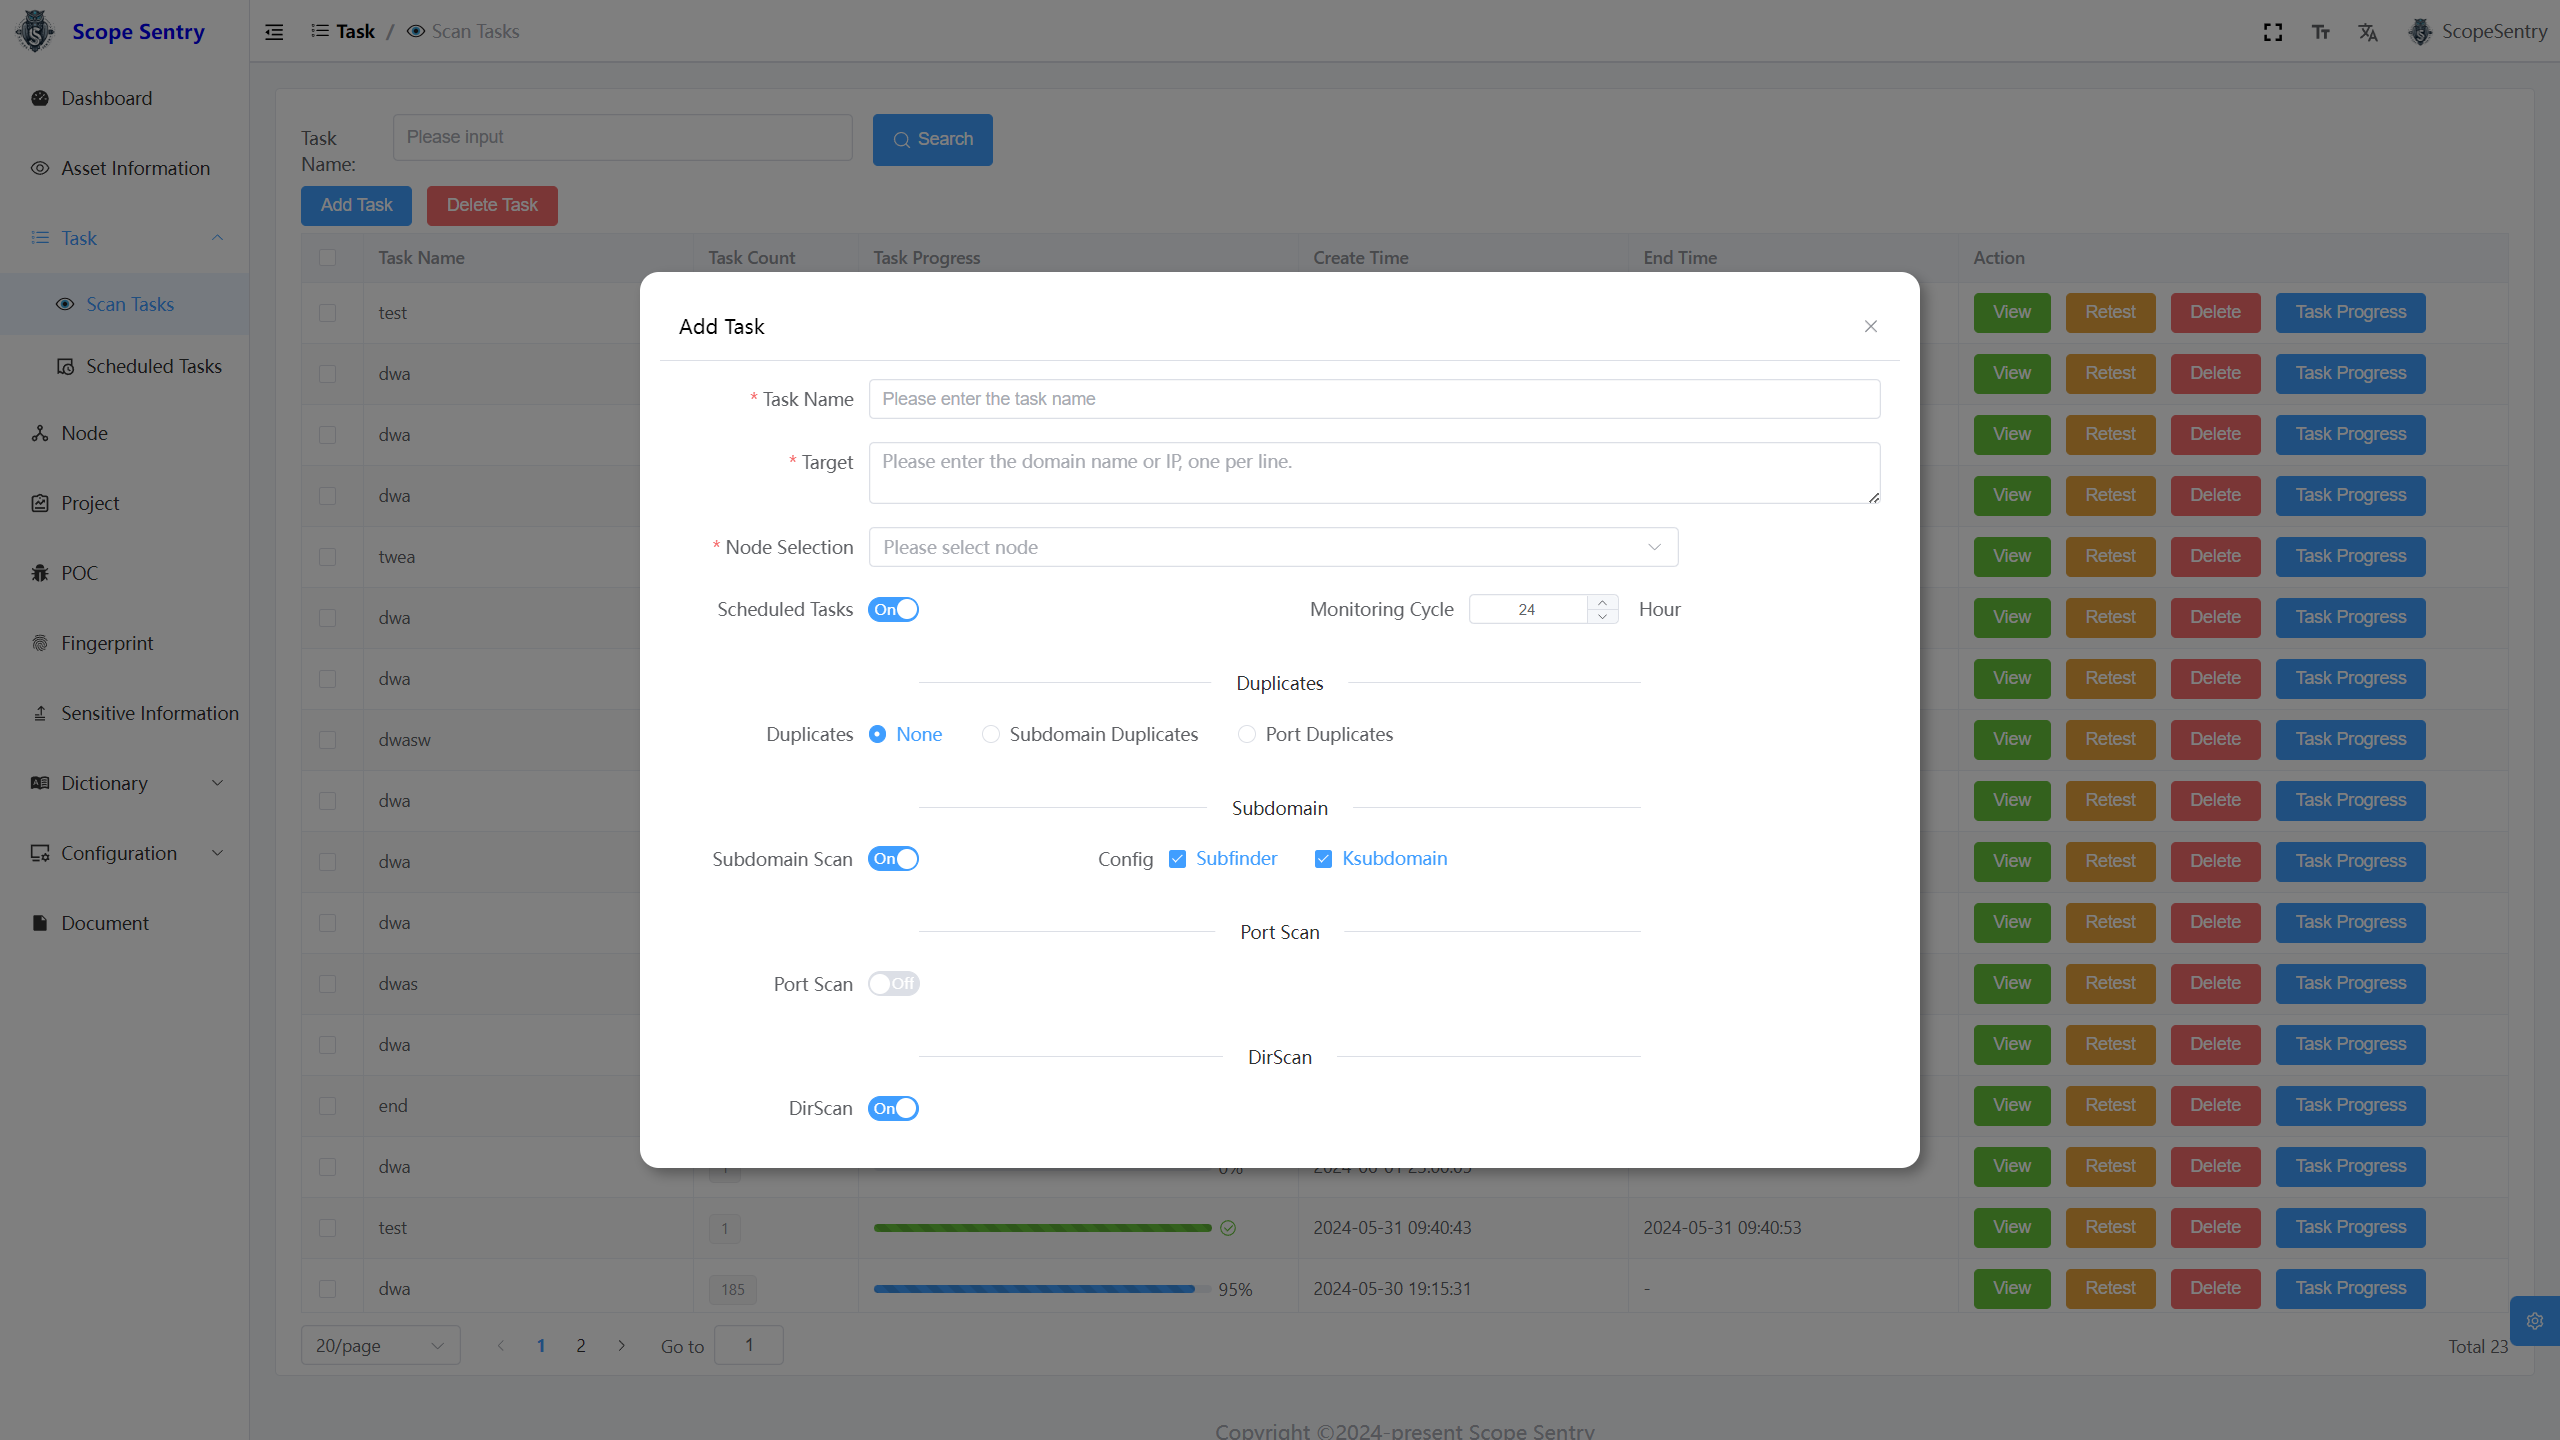 Scope Sentry
Task / Scan Tasks
ScopeSentry
Dashboard
Asset Information
Task
Scan Tasks
Scheduled Tasks
Node
Project
POC
Fingerprint
Sensitive Information
Dictionary
Configuration
Document
Task Name: Please input Search
Add Task Delete Task
Task Name Task Count Task Progress Create Time End Time Action
test View Retest Delete Task Progress
dwa View Retest Delete Task Progress
dwa View Retest Delete Task Progress
dwa View Retest Delete Task Progress
twea View Retest Delete Task Progress
dwa View Retest Delete Task Progress
dwa View Retest Delete Task Progress
dwasw View Retest Delete Task Progress
dwa View Retest Delete Task Progress
dwa View Retest Delete Task Progress
dwa View Retest Delete Task Progress
dwas View Retest Delete Task Progress
dwa View Retest Delete Task Progress
end View Retest Delete Task Progress
dwa View Retest Delete Task Progress
test 1 2024-05-31 09:40:43 2024-05-31 09:40:53 View Retest Delete Task Progress
dwa 185 95% 2024-05-30 19:15:31 - View Retest Delete Task Progress
20/page 1 2 Go to 1 Total 23
Copyright ©2024-present Scope Sentry
Add Task
* Task Name Please enter the task name
* Target Please enter the domain name or IP, one per line.
* Node Selection Please select node
Scheduled Tasks On Monitoring Cycle 24 Hour
Duplicates
Duplicates None Subdomain Duplicates Port Duplicates
Subdomain
Subdomain Scan On Config Subfinder Ksubdomain
Port Scan
Port Scan Off
DirScan
DirScan On